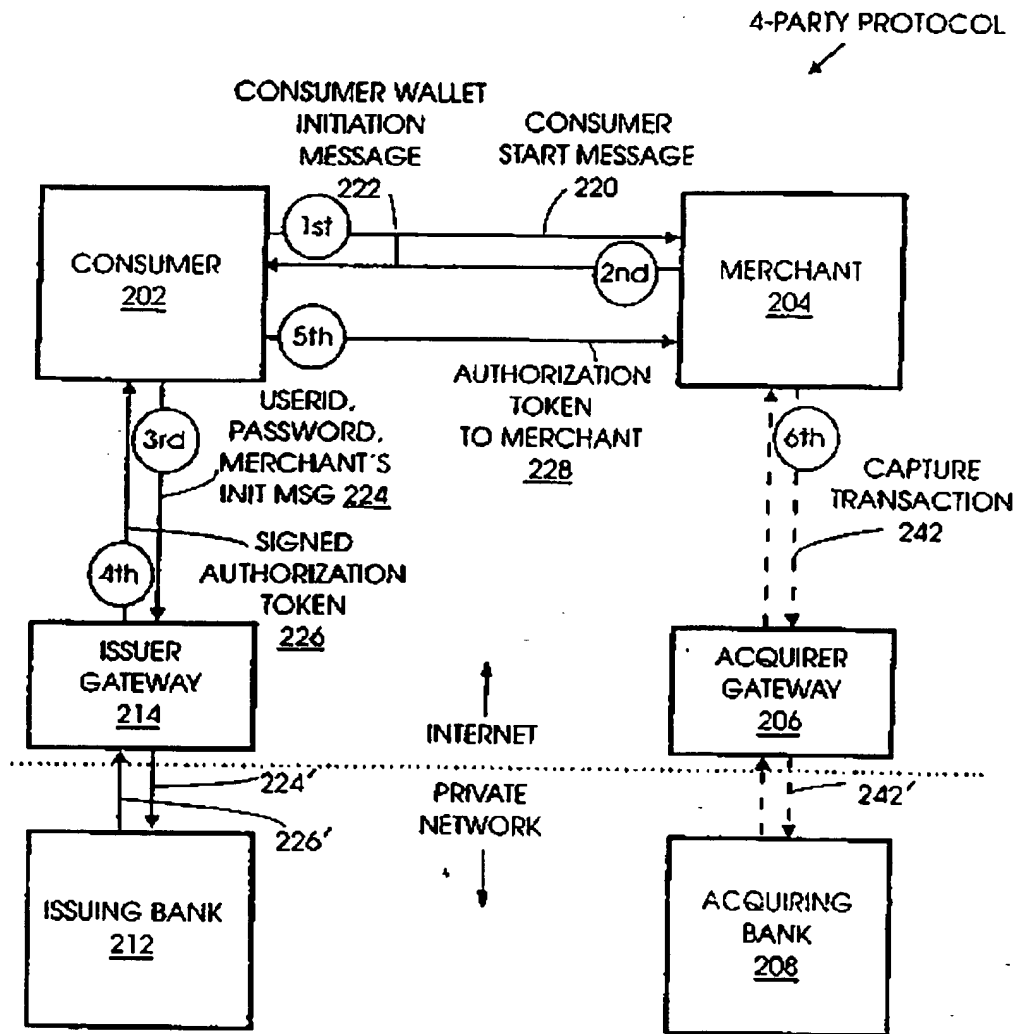 4-PARTY PROTOCOL
CONSUMER WALLET
INITIATION
MESSAGE
222
CONSUMER
START MESSAGE
220
1st
CONSUMER
202
2nd
MERCHANT
204
5th
AUTHORIZATION
TOKEN
TO MERCHANT
228
USERID,
PASSWORD,
MERCHANT'S
INIT MSG 224
3rd
6th
CAPTURE
TRANSACTION
242
SIGNED
AUTHORIZATION
TOKEN
226
4th
ISSUER
GATEWAY
214
INTERNET
ACQUIRER
GATEWAY
206
224'
226'
PRIVATE
NETWORK
242'
ISSUING BANK
212
ACQUIRING
BANK
208